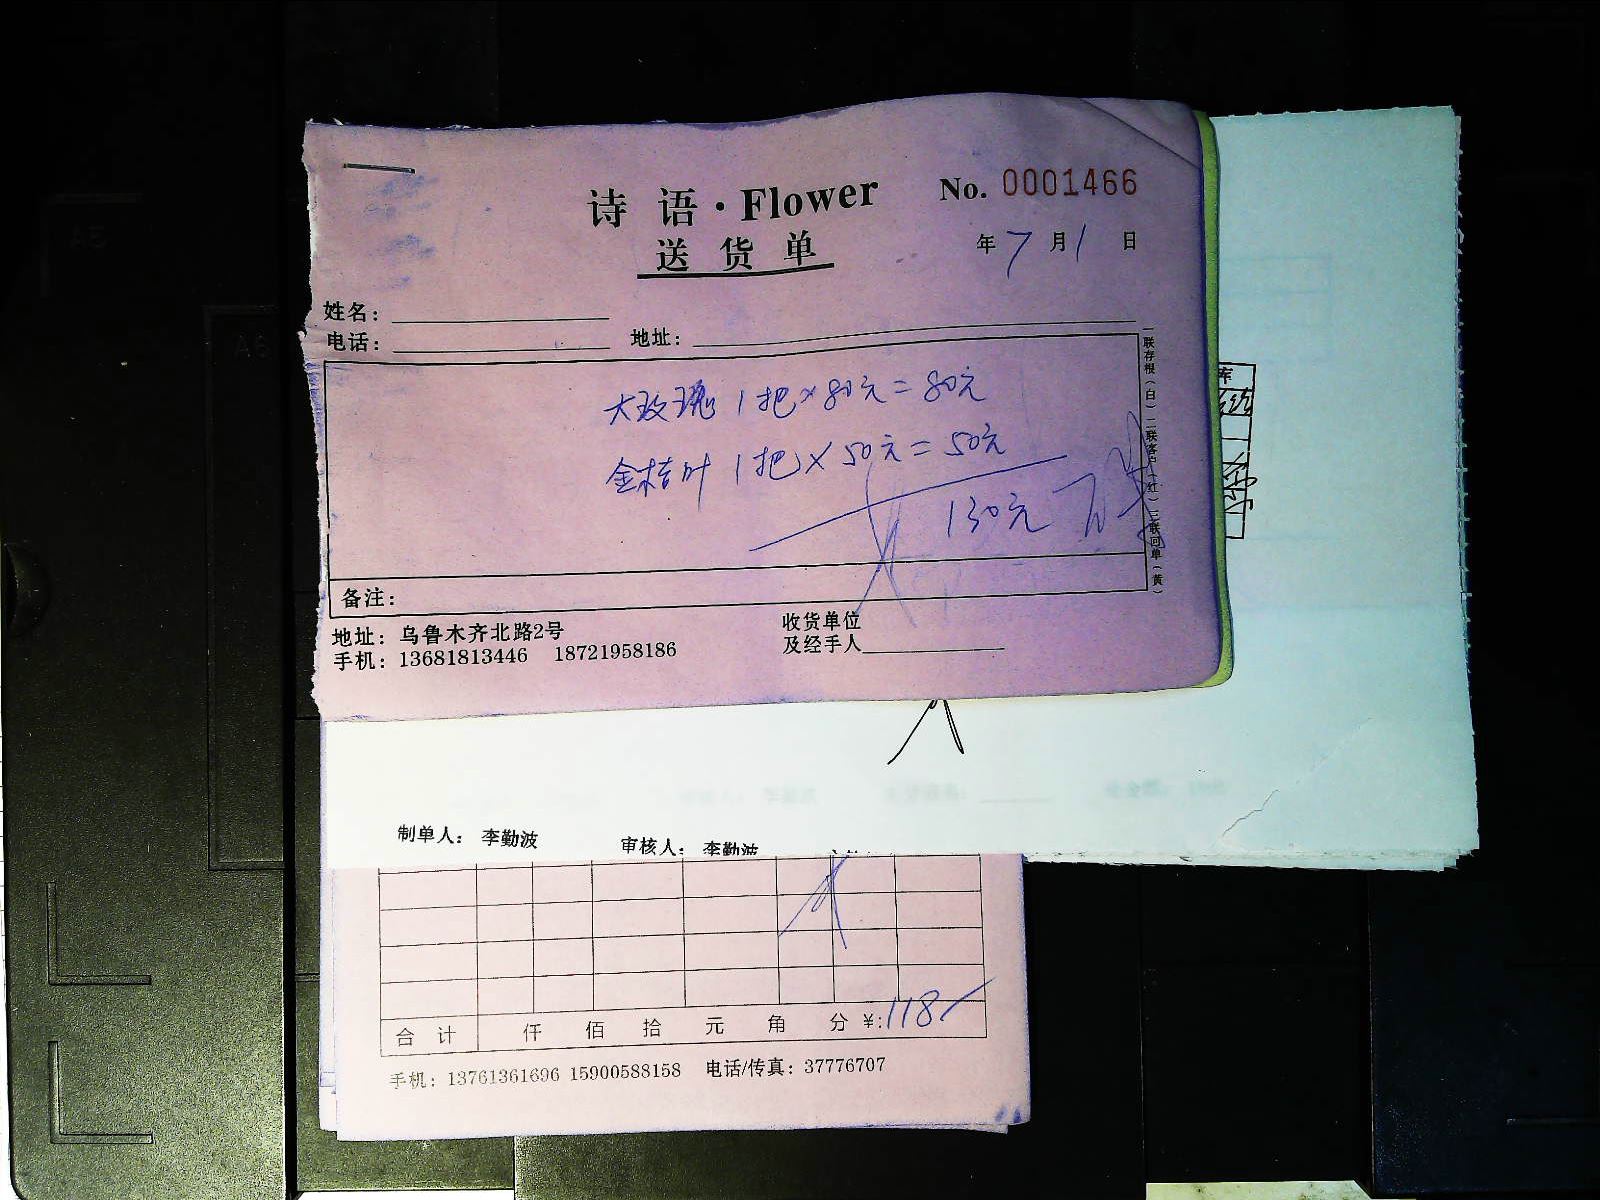 诗语·Flower
No. 0001466
送货单
年7月1日
姓名：
电话：
地址：
大玫瑰 1把×80元=80元
金桔叶 1把×50元=50元
130元
备注：
一联存根（白）二联客户（红）三联回单（黄）
地址：乌鲁木齐北路2号
手机：13681813446 18721958186
收货单位
及经手人
库
制单人：李勤波
审核人：李勤波
合计 仟 佰 拾 元 角 分 ¥:118
手机：13761361696 15900588158 电话/传真：37776707
A5
A6